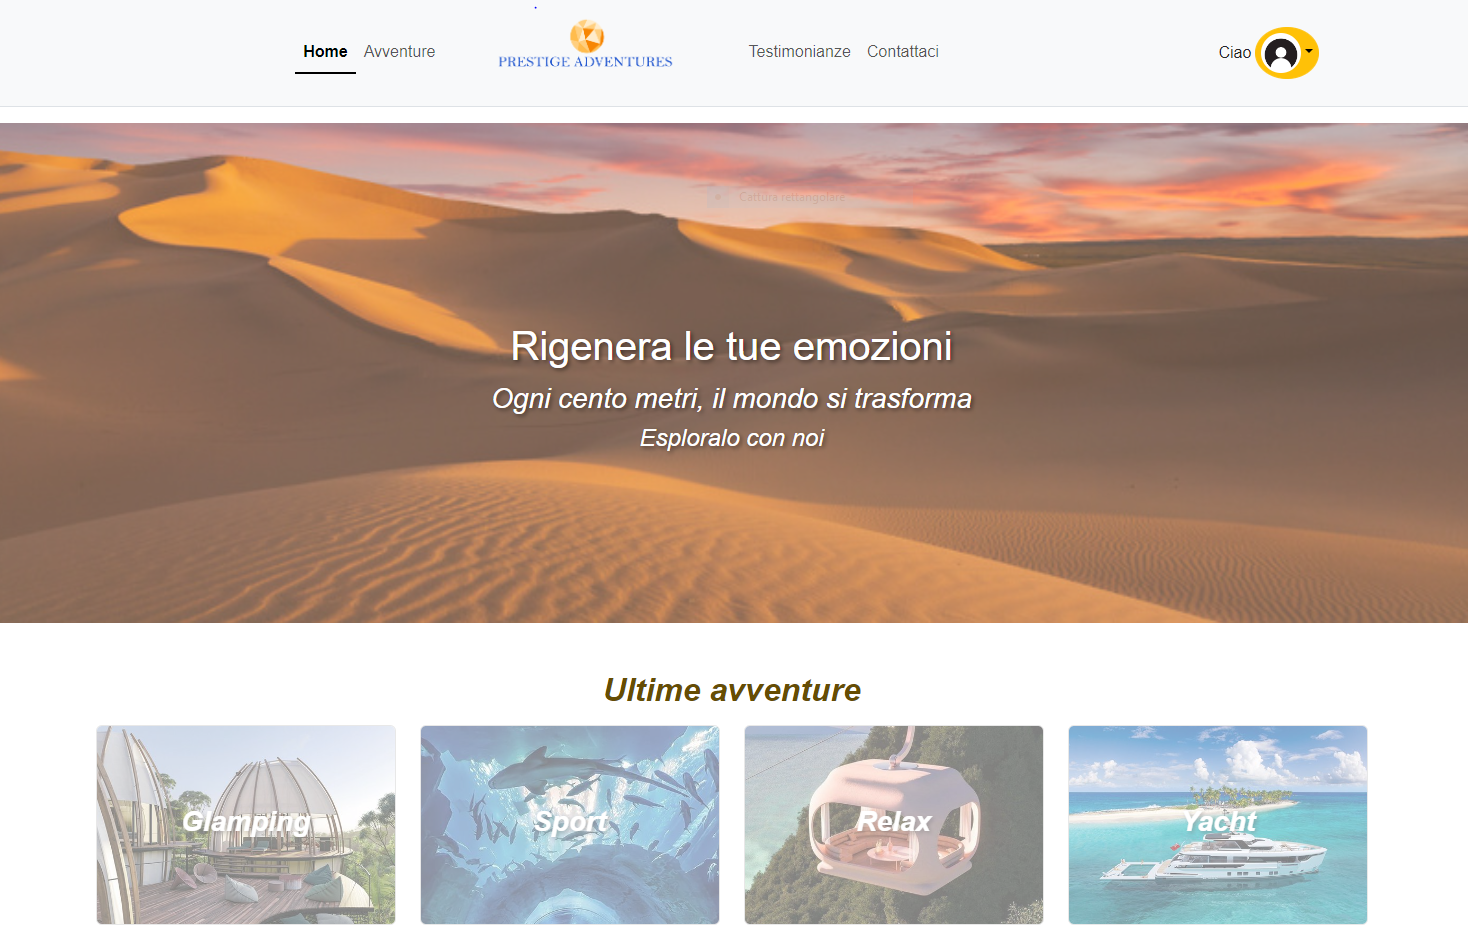 Home
Avventure
PRESTIGE ADVENTURES
Testimonianze
Contattaci
Ciao
Cattura rettangolare
Rigenera le tue emozioni
Ogni cento metri, il mondo si trasforma
Esploralo con noi
Ultime avventure
Glamping
Sport
Relax
Yacht